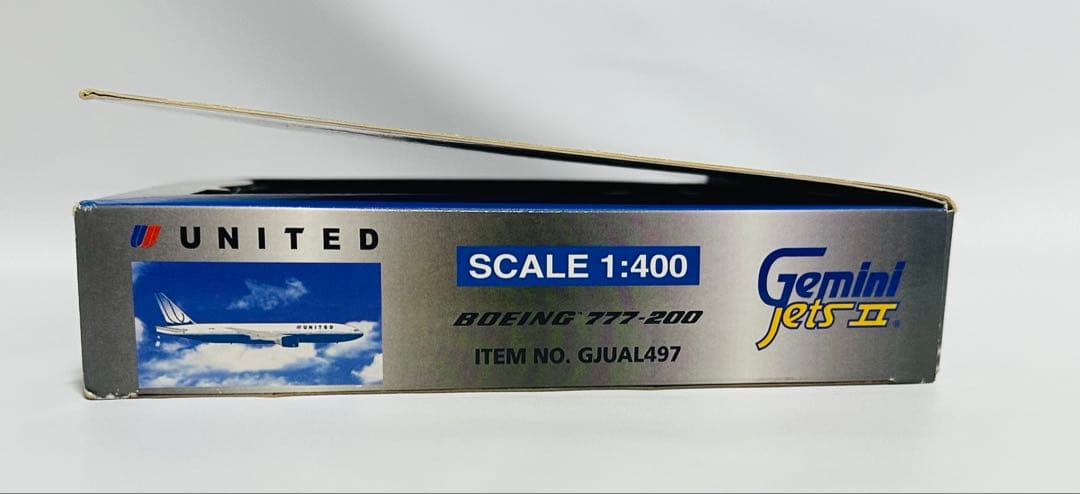 UNITED
UNITED
SCALE 1:400
BOEING 777-200
ITEM NO. GJUAL497
Gemini
Jets II